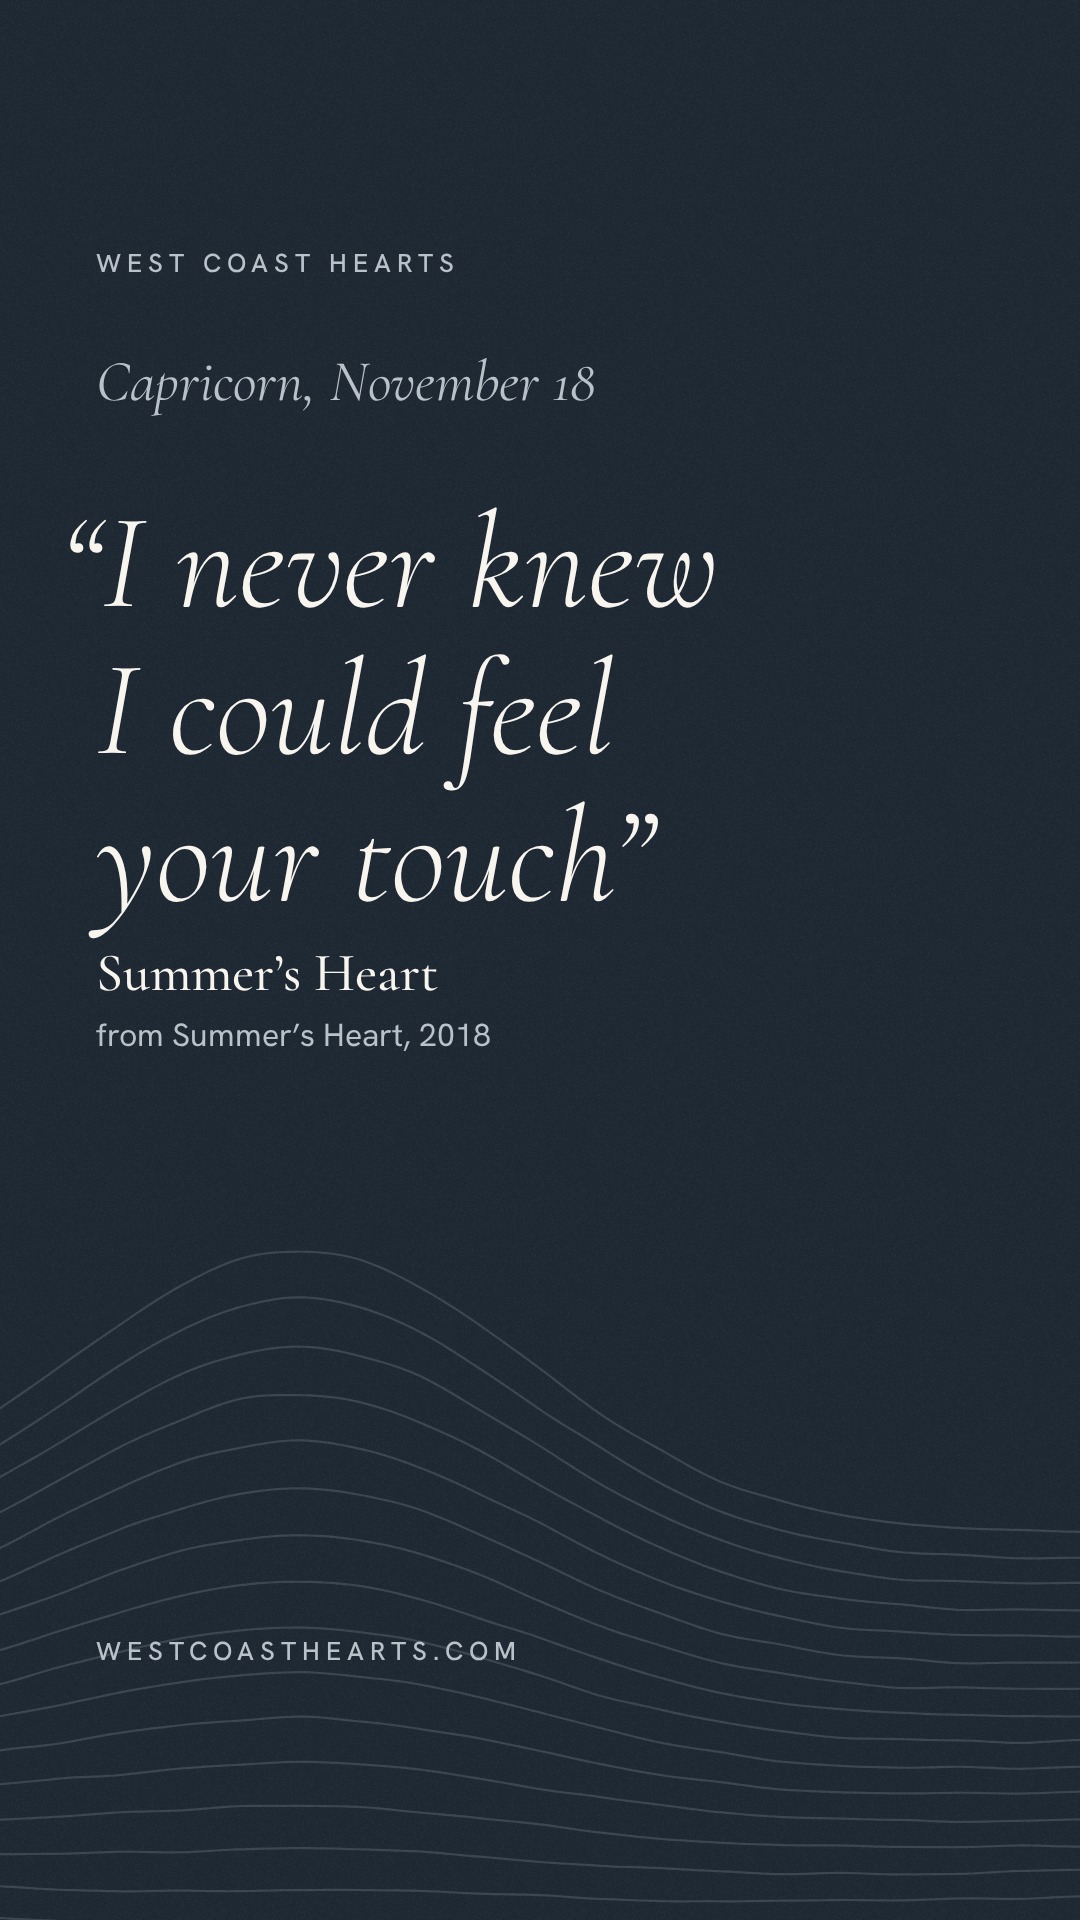 WEST COAST HEARTS
Capricorn, November 18
“I never knew
I could feel
your touch”
Summer’s Heart
from Summer’s Heart, 2018
WESTCOASTHEARTS.COM